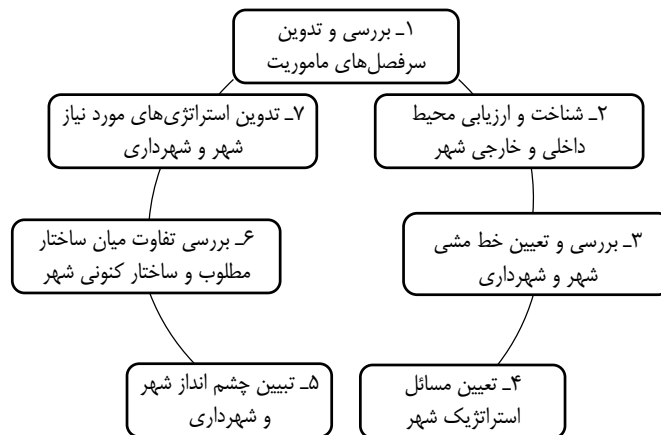 ۱ـ بررسی و تدوین
سرفصل‌های ماموریت
۲ـ شناخت و ارزیابی محیط
داخلی و خارجی شهر
۳ـ بررسی و تعیین خط مشی
شهر و شهرداری
۴ـ تعیین مسائل
استراتژیک شهر
۵ـ تبیین چشم انداز شهر
و شهرداری
۶ـ بررسی تفاوت میان ساختار
مطلوب و ساختار کنونی شهر
۷ـ تدوین استراتژی‌های مورد نیاز
شهر و شهرداری